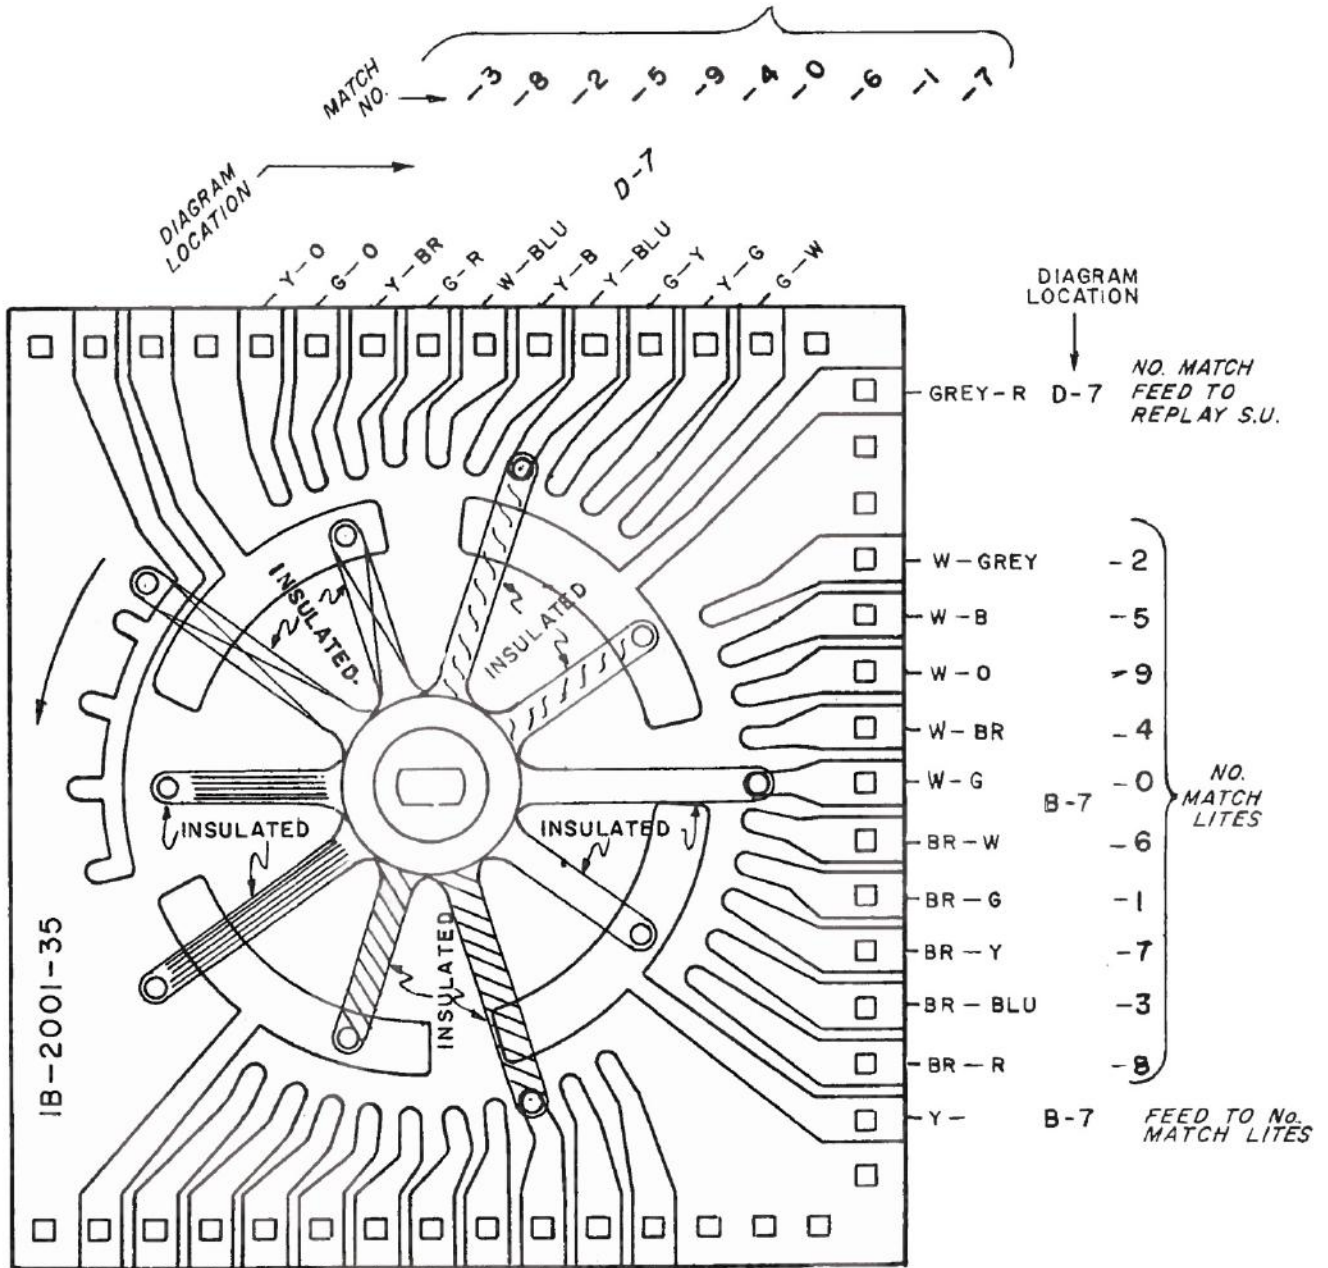 MATCH NO. -3 -8 -2 -5 -9 -4 -0 -6 -1 -7
DIAGRAM LOCATION
D-7
Y-O G-O Y-BR G-R W-BLU Y-B Y-BLU G-Y Y-G G-W
DIAGRAM LOCATION
GREY-R D-7 NO. MATCH FEED TO REPLAY S.U.
W-GREY -2
W-B -5
W-O -9
W-BR -4
W-G -0
B-7
NO. MATCH LITES
BR-W -6
BR-G -1
BR-Y -7
BR-BLU -3
BR-R -8
Y- B-7 FEED TO No. MATCH LITES
INSULATED
INSULATED.
INSULATED
INSULATED
INSULATED
INSULATED
IB-2001-35